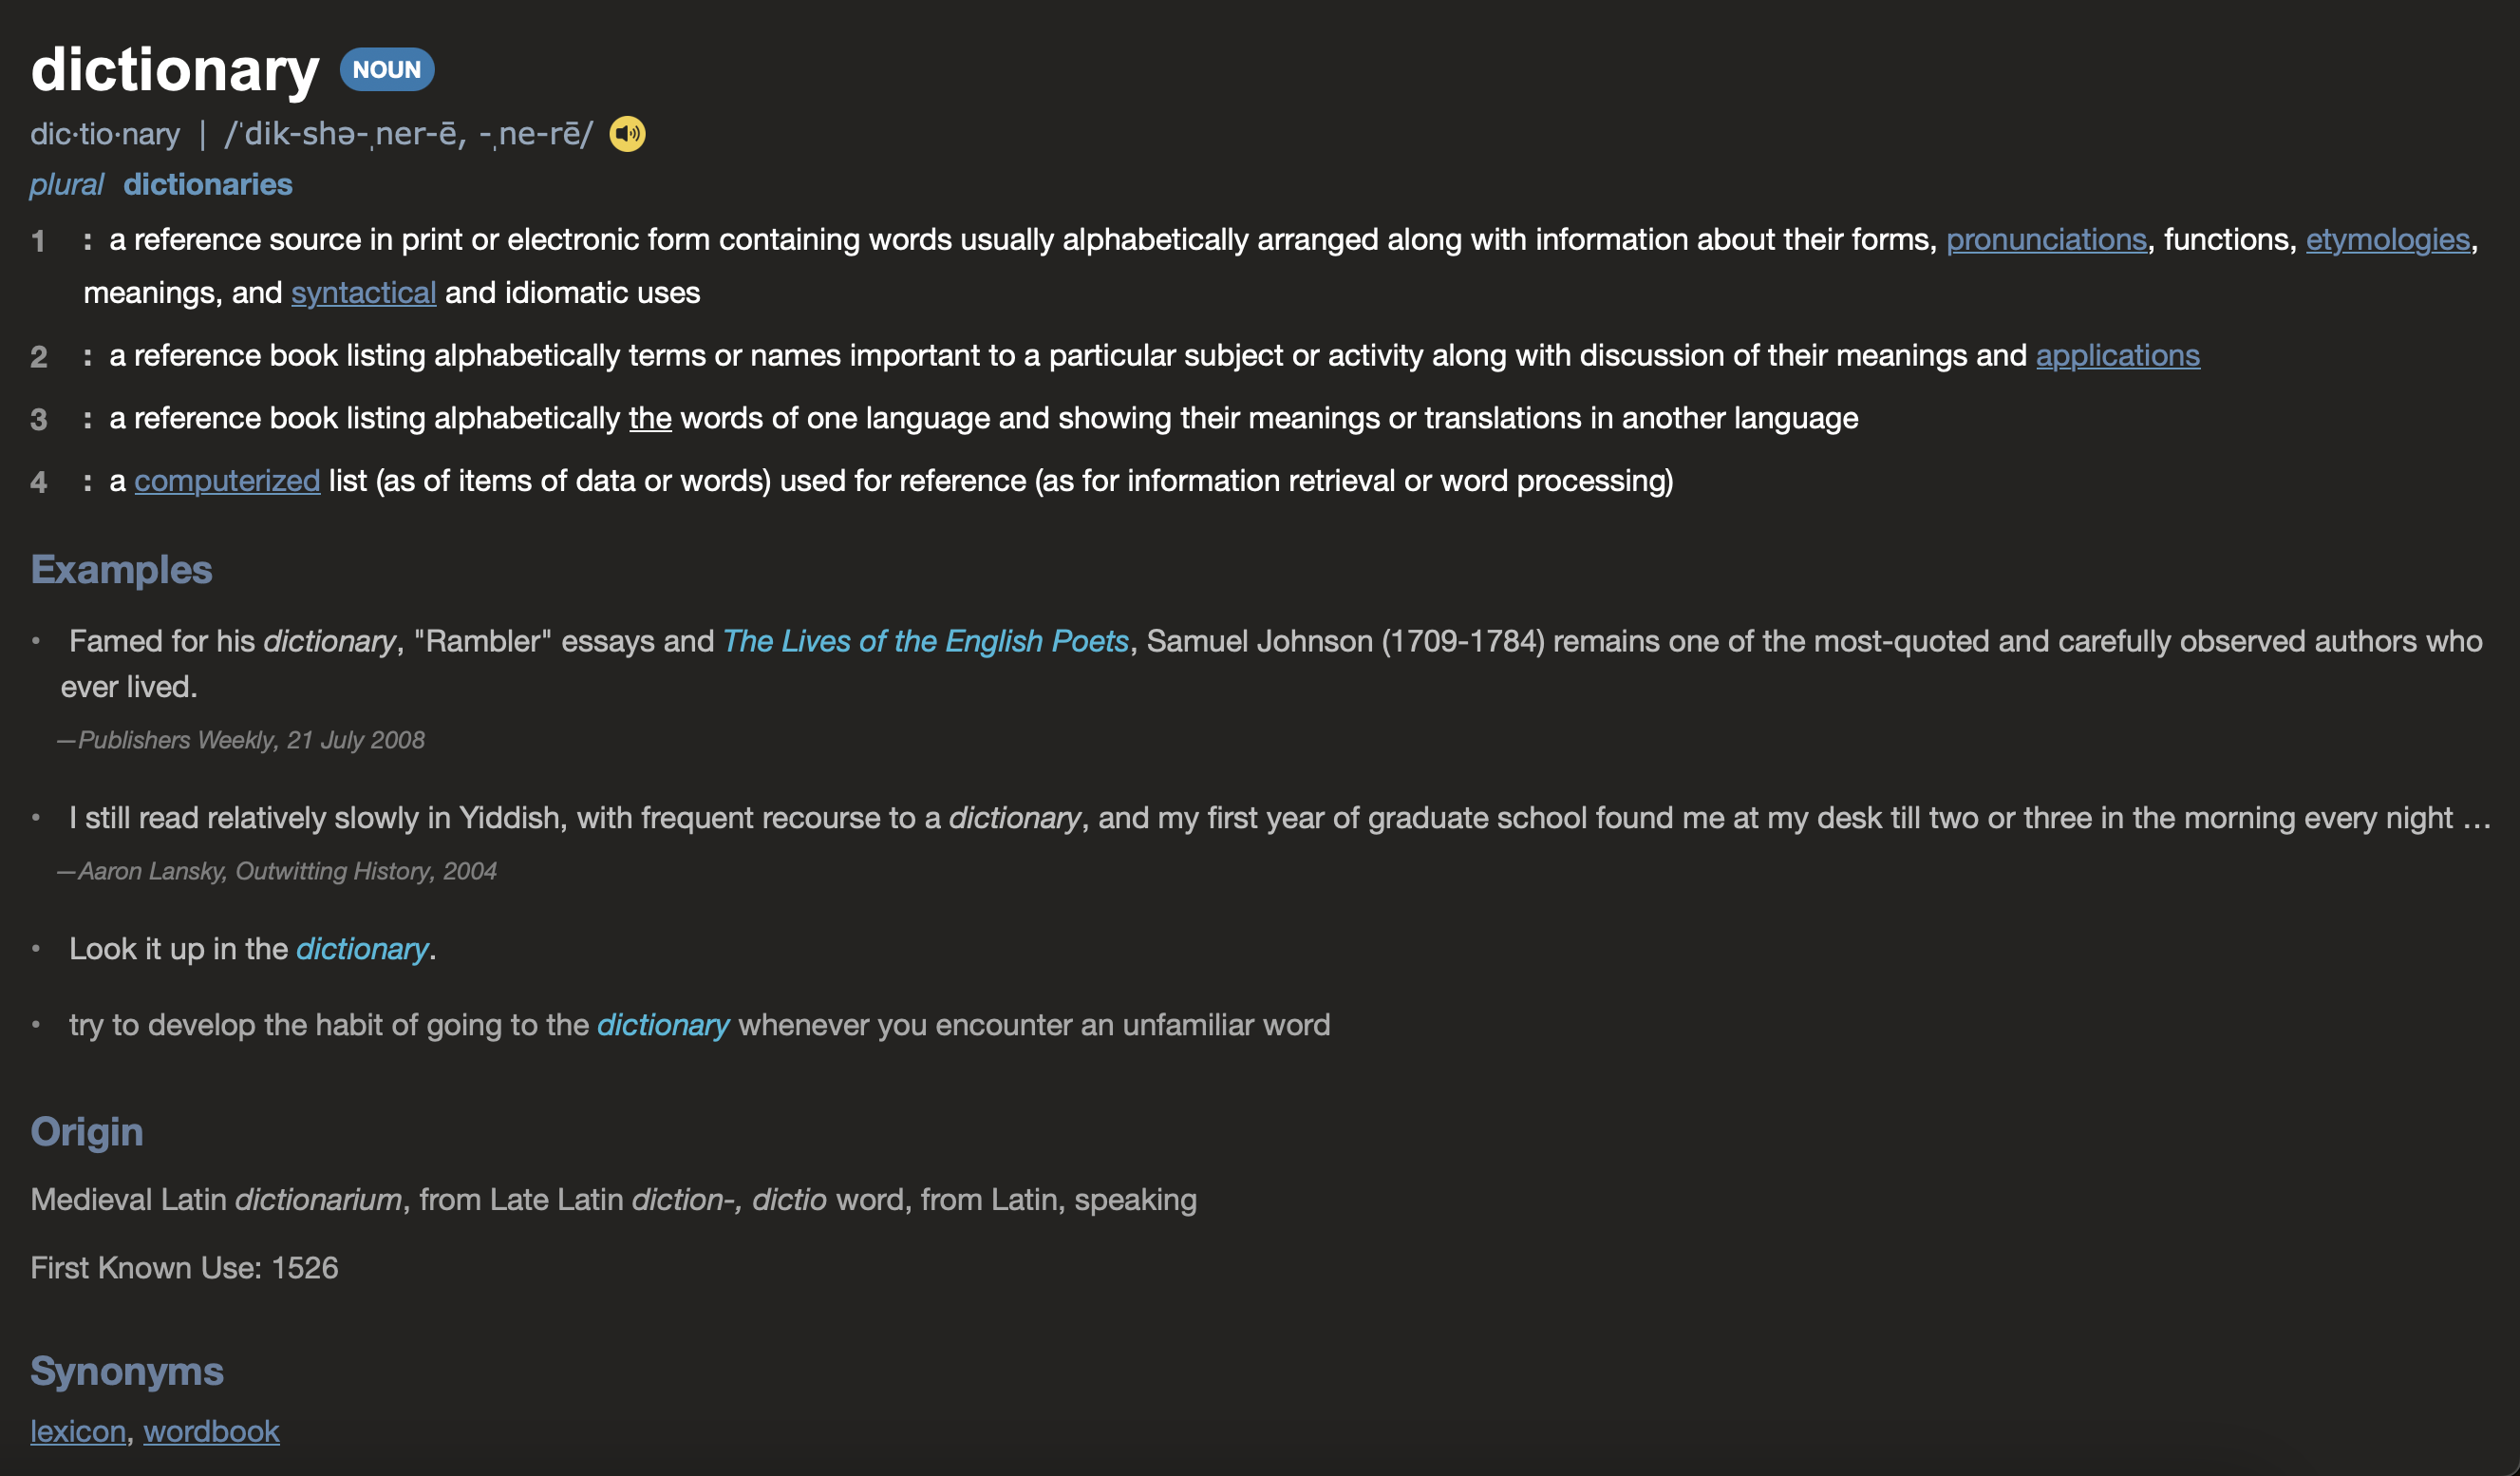 dictionary NOUN
dic·tio·nary | /ˈdik-shə-ˌner-ē, -ˌne-rē/
plural dictionaries
1 : a reference source in print or electronic form containing words usually alphabetically arranged along with information about their forms, pronunciations, functions, etymologies,
meanings, and syntactical and idiomatic uses
2 : a reference book listing alphabetically terms or names important to a particular subject or activity along with discussion of their meanings and applications
3 : a reference book listing alphabetically the words of one language and showing their meanings or translations in another language
4 : a computerized list (as of items of data or words) used for reference (as for information retrieval or word processing)
Examples
• Famed for his dictionary, "Rambler" essays and The Lives of the English Poets, Samuel Johnson (1709-1784) remains one of the most-quoted and carefully observed authors who
ever lived.
—Publishers Weekly, 21 July 2008
• I still read relatively slowly in Yiddish, with frequent recourse to a dictionary, and my first year of graduate school found me at my desk till two or three in the morning every night …
—Aaron Lansky, Outwitting History, 2004
• Look it up in the dictionary.
• try to develop the habit of going to the dictionary whenever you encounter an unfamiliar word
Origin
Medieval Latin dictionarium, from Late Latin diction-, dictio word, from Latin, speaking
First Known Use: 1526
Synonyms
lexicon, wordbook